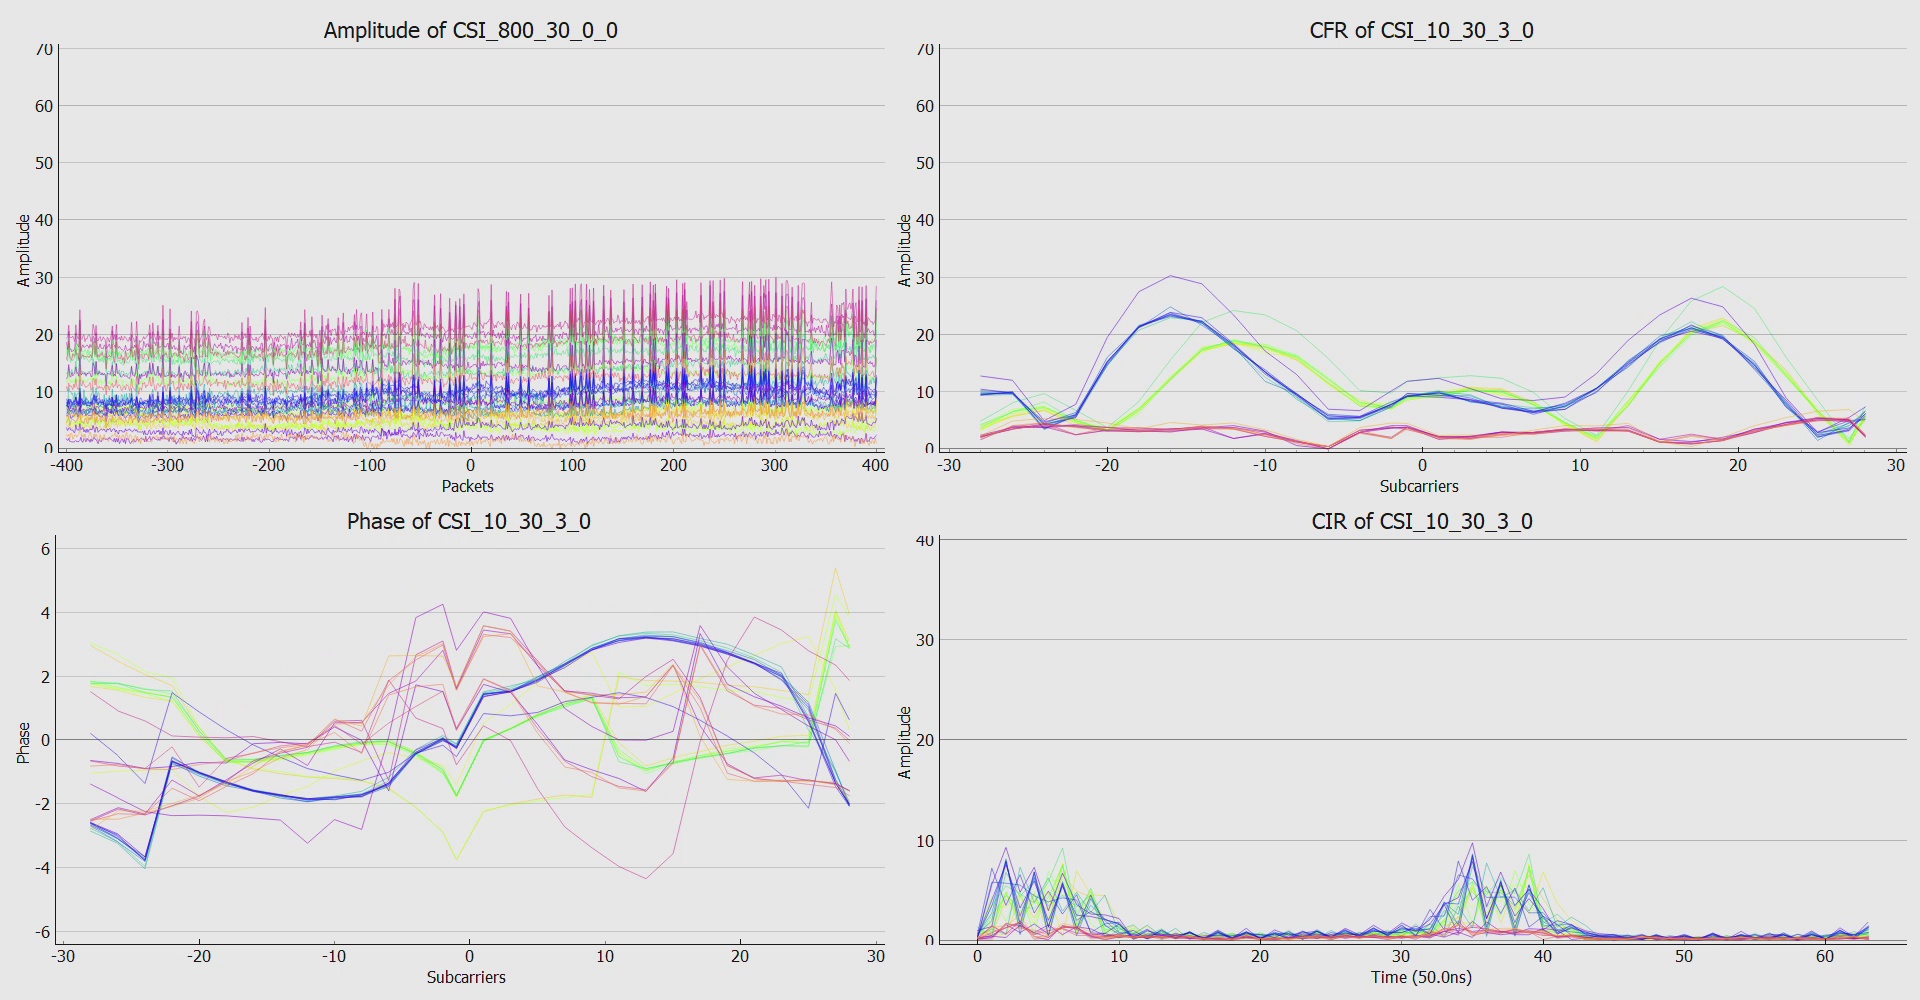 Amplitude of CSI_800_30_0_0
70
60
50
40
30
20
10
0
Amplitude
-400 -300 -200 -100 0 100 200 300 400
Packets
CFR of CSI_10_30_3_0
70
60
50
40
30
20
10
0
Amplitude
-30 -20 -10 0 10 20 30
Subcarriers
Phase of CSI_10_30_3_0
6
4
2
0
-2
-4
-6
Phase
-30 -20 -10 0 10 20 30
Subcarriers
CIR of CSI_10_30_3_0
40
30
20
10
0
Amplitude
0 10 20 30 40 50 60
Time (50.0ns)